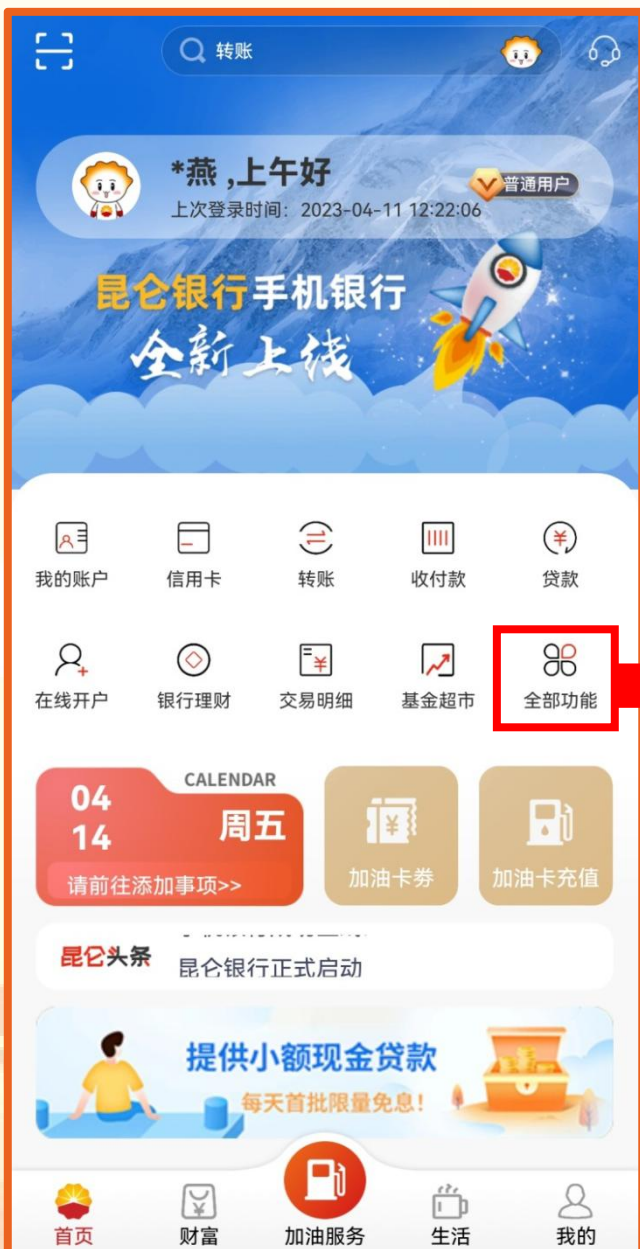 转账
*燕 ,上午好
普通用户
上次登录时间：2023-04-11 12:22:06
昆仑银行手机银行
全新上线
我的账户 信用卡 转账 收付款 贷款
在线开户 银行理财 交易明细 基金超市 全部功能
CALENDAR
04
14
周五
请前往添加事项>>
加油卡券
加油卡充值
昆仑头条
昆仑银行正式启动
提供小额现金贷款
每天首批限量免息！
首页 财富 加油服务 生活 我的